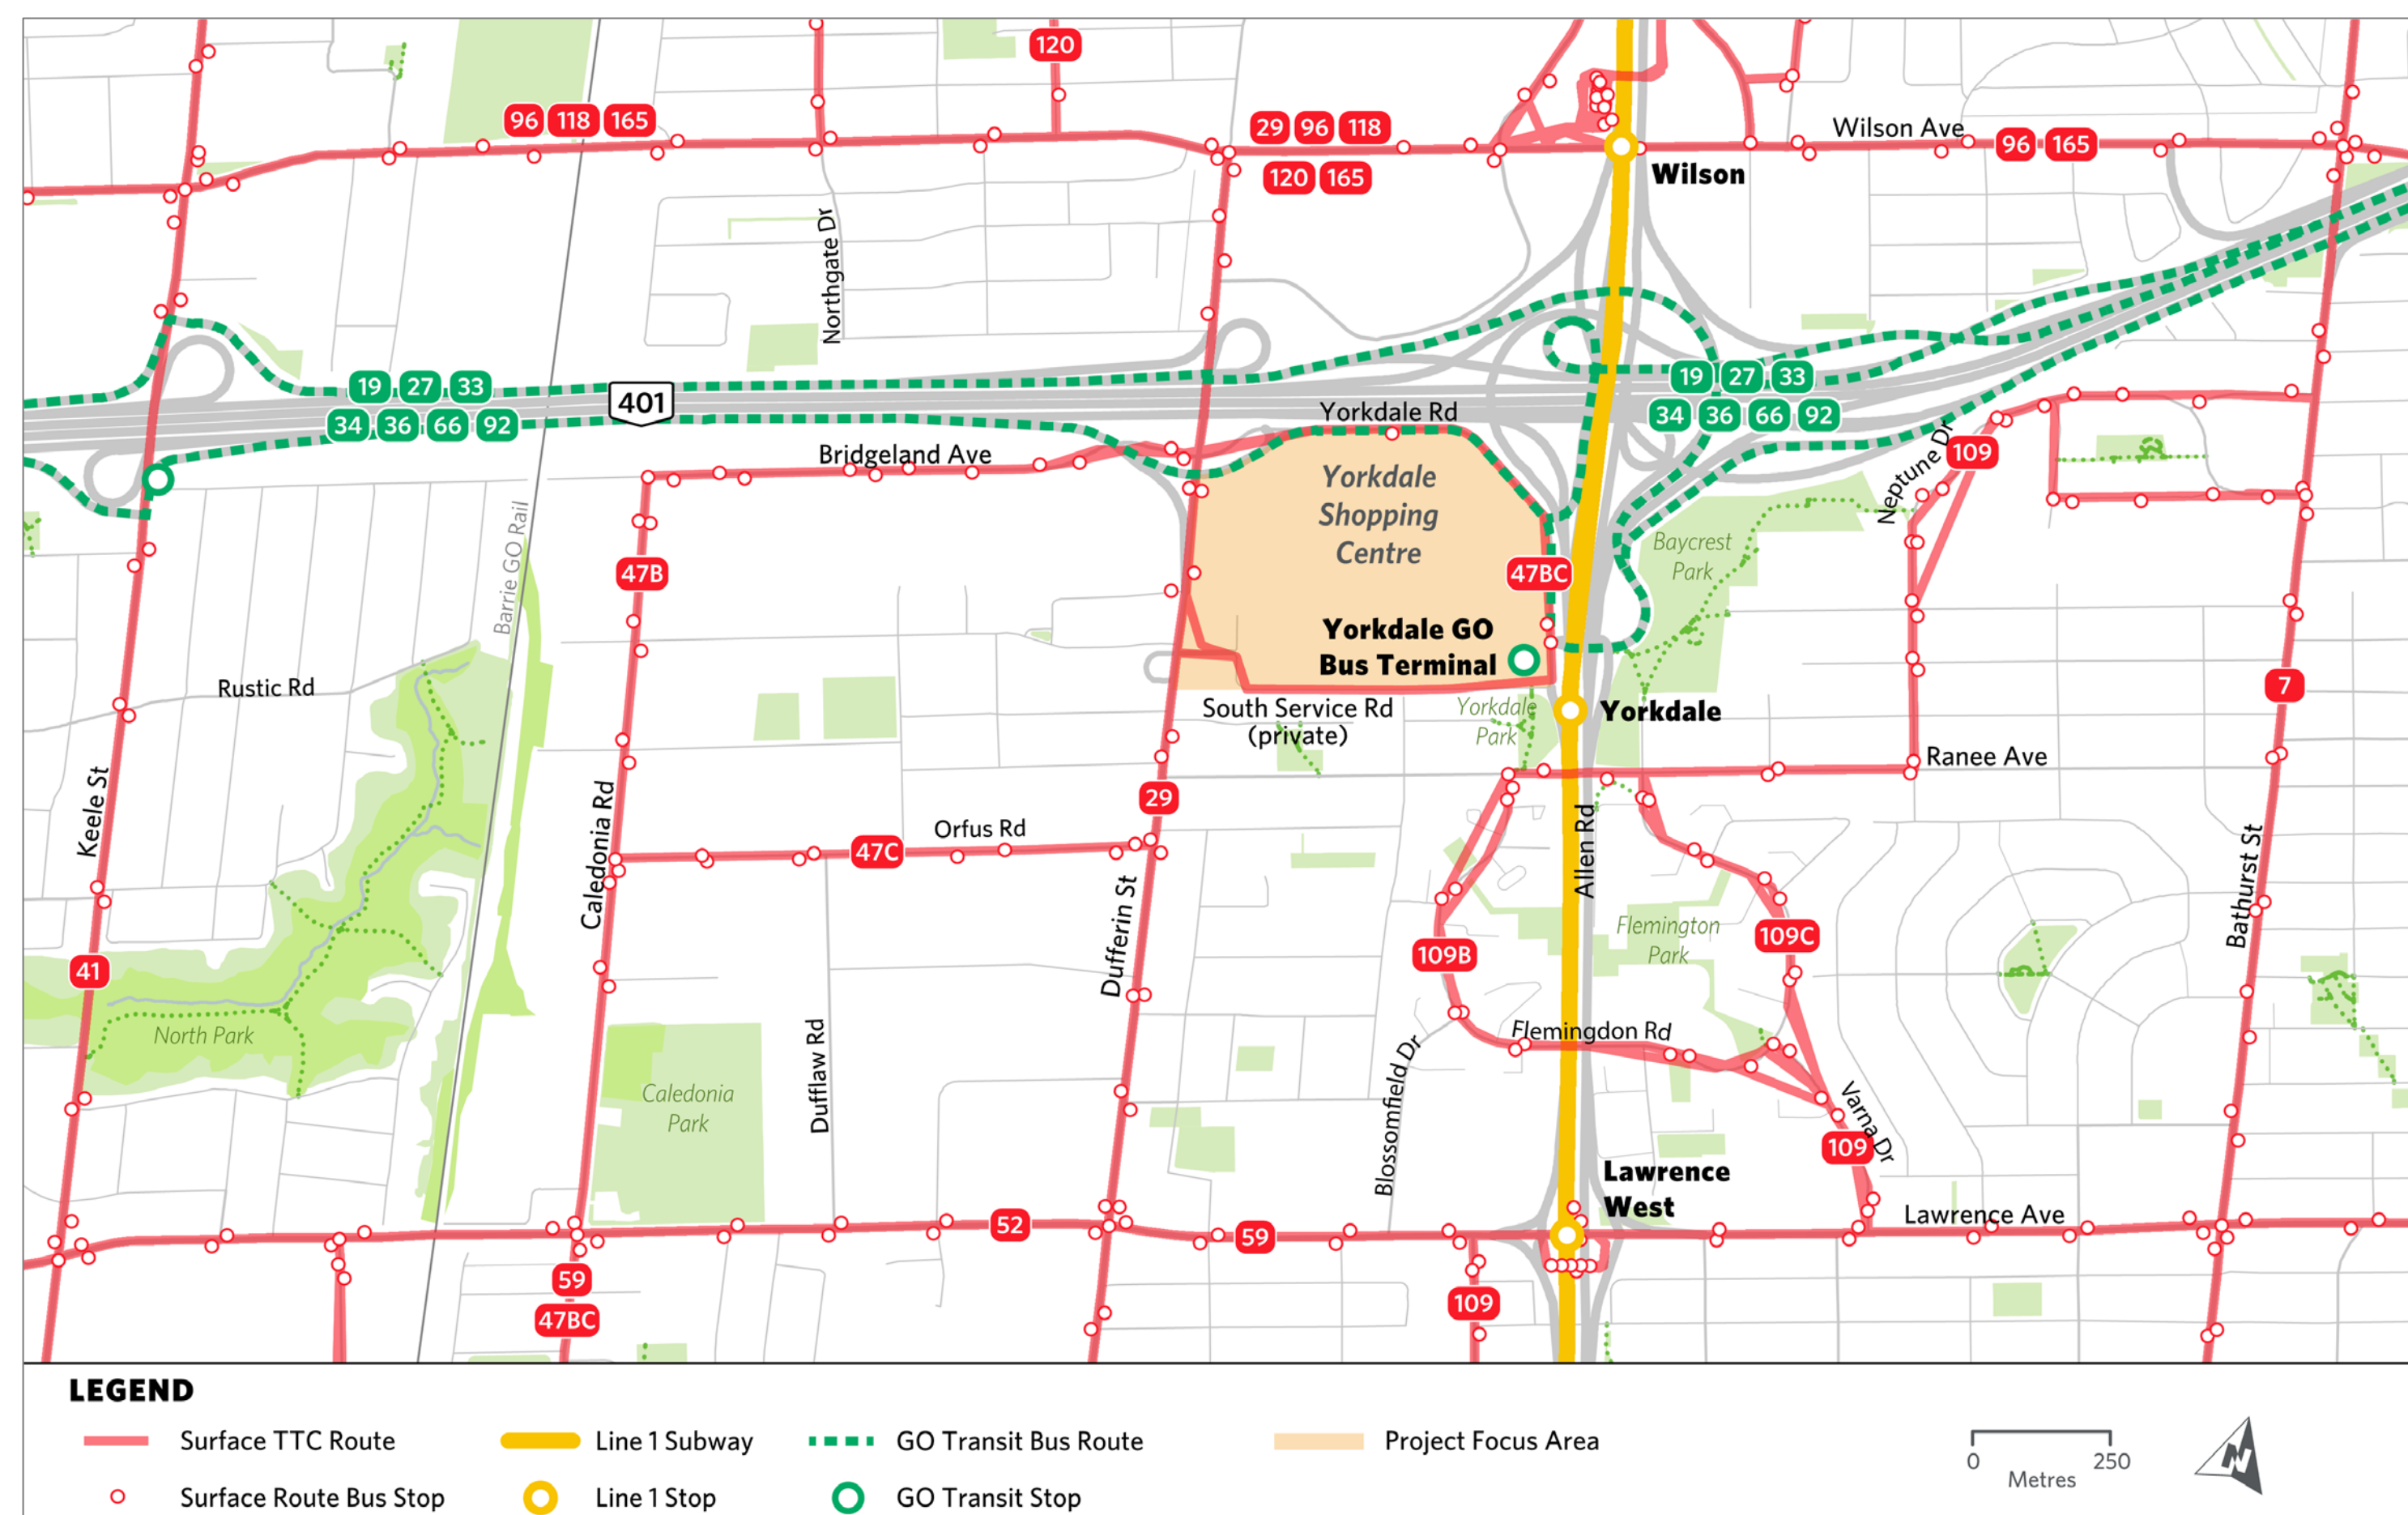 120
96 118 165
29 96 118
Wilson Ave
96 165
120 165
Wilson
Northgate Dr
19 27 33
401
34 36 66 92
19 27 33
34 36 66 92
Yorkdale Rd
Bridgeland Ave
Neptune Dr
109
Yorkdale
Shopping
Centre
Barrie GO Rail
47B
47BC
Baycrest
Park
Yorkdale GO
Bus Terminal
Rustic Rd
7
South Service Rd
(private)
Yorkdale
Park
Yorkdale
Ranee Ave
Keele St
Caledonia Rd
29
Orfus Rd
47C
Allen Rd
Bathurst St
Dufferin St
Flemington
Park
109B
109C
41
North Park
Flemingdon Rd
Dufflaw Rd
Caledonia
Park
Blossomfield Dr
Varna Dr
109
Lawrence
West
Lawrence Ave
52
59
59
47BC
109
LEGEND
Surface TTC Route
Line 1 Subway
GO Transit Bus Route
Project Focus Area
0 250
Metres
N
Surface Route Bus Stop
Line 1 Stop
GO Transit Stop